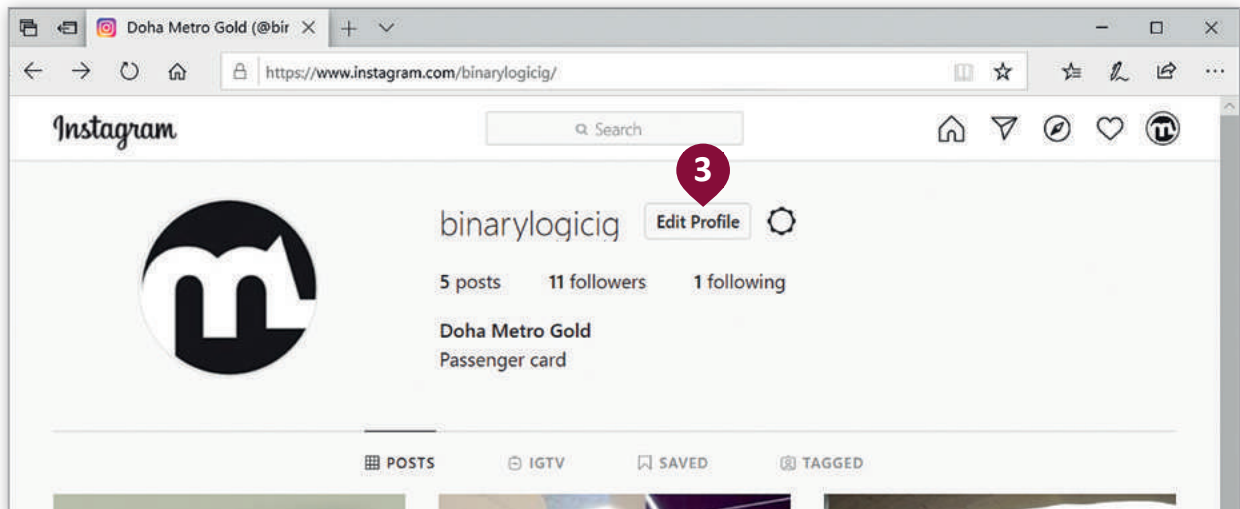 Doha Metro Gold (@bir
https://www.instagram.com/binarylogicig/
Instagram
Search
3
binarylogicig Edit Profile
5 posts 11 followers 1 following
Doha Metro Gold
Passenger card
POSTS IGTV SAVED TAGGED